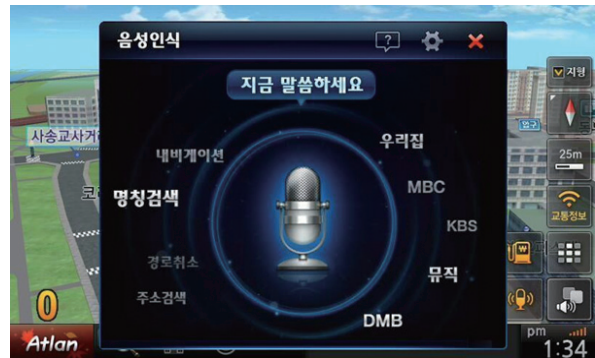 음성인식
?
지금 말씀하세요
내비게이션
우리집
명칭검색
MBC
KBS
경로취소
뮤직
주소검색
DMB
사송교사거
지형
입구
25m
교통정보
0
Atlan
pm
1:34